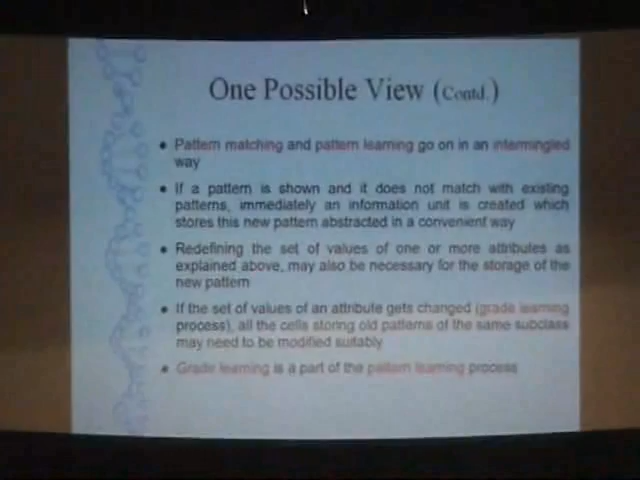 One Possible View (Contd.)
• Pattern matching and pattern learning go on in an intermingled
way
• If a pattern is shown and it does not match with existing
patterns, immediately an information unit is created which
stores this new pattern abstracted in a convenient way
• Redefining the set of values of one or more attributes as
explained above, may also be necessary for the storage of the
new pattern
• If the set of values of an attribute gets changed (grade learning
process), all the cells storing old patterns of the same subclass
may need to be modified suitably
• Grade learning is a part of the pattern learning process